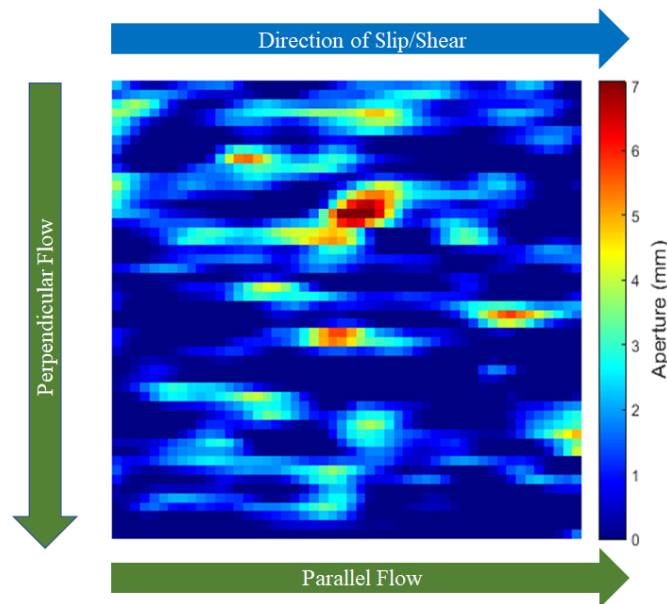 Direction of Slip/Shear
Perpendicular Flow
7
6
5
4
3
2
1
0
Aperture (mm)
Parallel Flow